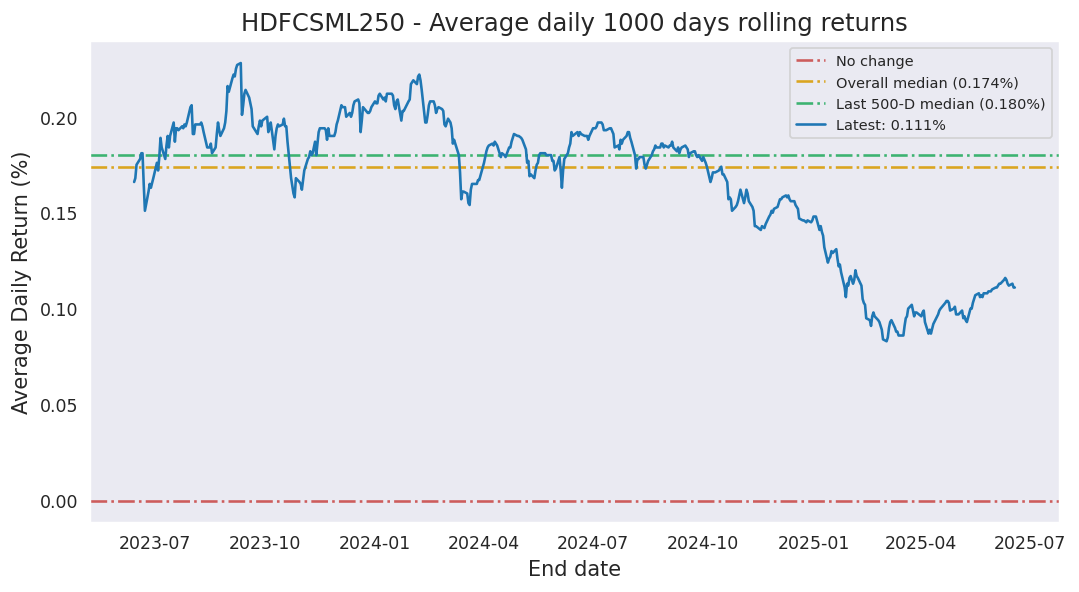 HDFCSML250 - Average daily 1000 days rolling returns
No change
Overall median (0.174%)
Last 500-D median (0.180%)
Latest: 0.111%
Average Daily Return (%)
0.20
0.15
0.10
0.05
0.00
2023-07 2023-10 2024-01 2024-04 2024-07 2024-10 2025-01 2025-04 2025-07
End date